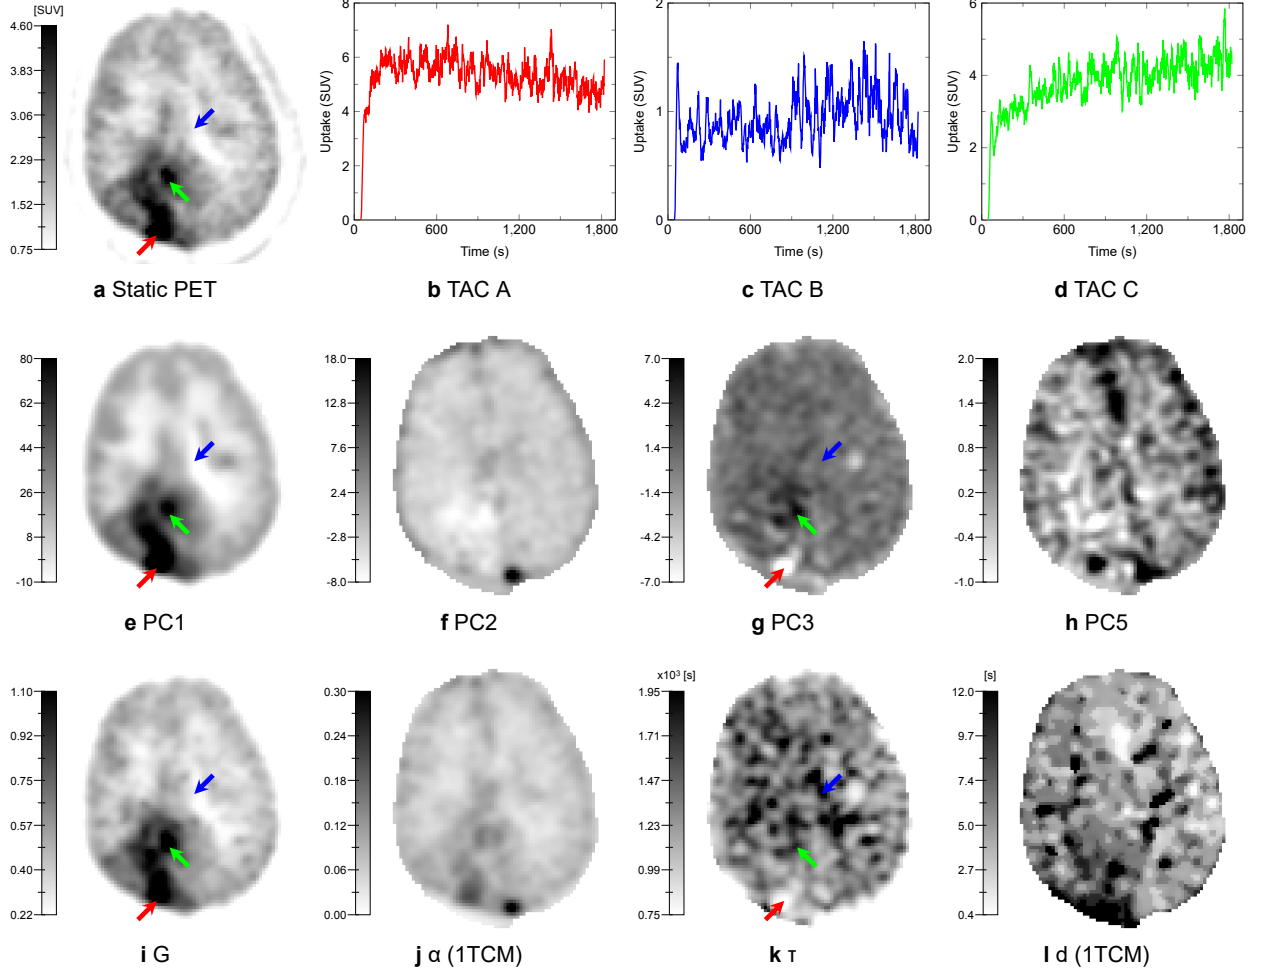 [SUV]
4.60
3.83
3.06
2.29
1.52
0.75
a Static PET
Uptake (SUV)
8
6
4
2
0
0 600 1,200 1,800
Time (s)
b TAC A
Uptake (SUV)
2
1
0
0 600 1,200 1,800
Time (s)
c TAC B
Uptake (SUV)
6
4
2
0
0 600 1,200 1,800
Time (s)
d TAC C
80
62
44
26
8
-10
e PC1
18.0
12.8
7.6
2.4
-2.8
-8.0
f PC2
7.0
4.2
1.4
-1.4
-4.2
-7.0
g PC3
2.0
1.4
0.8
0.2
-0.4
-1.0
h PC5
1.10
0.92
0.75
0.57
0.40
0.22
i G
0.30
0.24
0.18
0.12
0.06
0.00
j α (1TCM)
x10³ [s]
1.95
1.71
1.47
1.23
0.99
0.75
k τ
[s]
12.0
9.7
7.4
5.0
2.7
0.4
l d (1TCM)